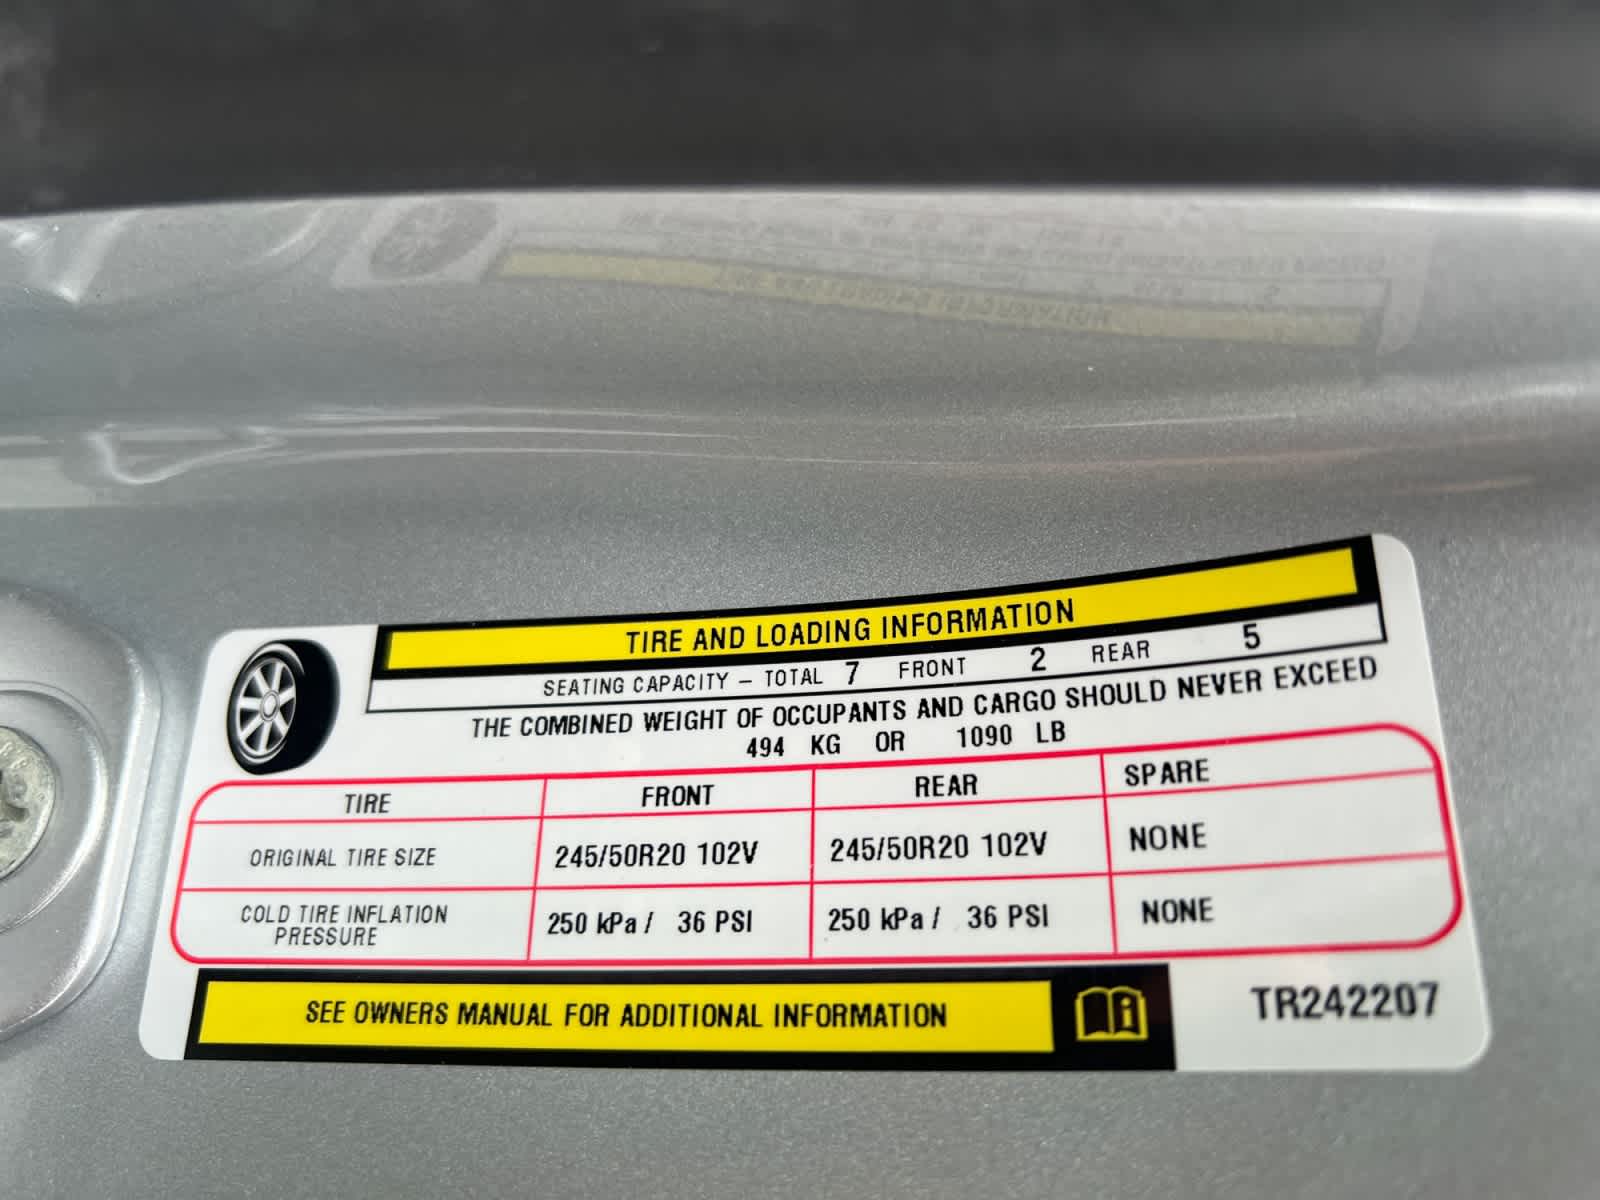 TIRE AND LOADING INFORMATION
SEATING CAPACITY – TOTAL 7 FRONT 2 REAR 5
THE COMBINED WEIGHT OF OCCUPANTS AND CARGO SHOULD NEVER EXCEED
494 KG OR 1090 LB
TIRE FRONT REAR SPARE
ORIGINAL TIRE SIZE 245/50R20 102V 245/50R20 102V NONE
COLD TIRE INFLATION
PRESSURE 250 kPa / 36 PSI 250 kPa / 36 PSI NONE
SEE OWNERS MANUAL FOR ADDITIONAL INFORMATION
TR242207